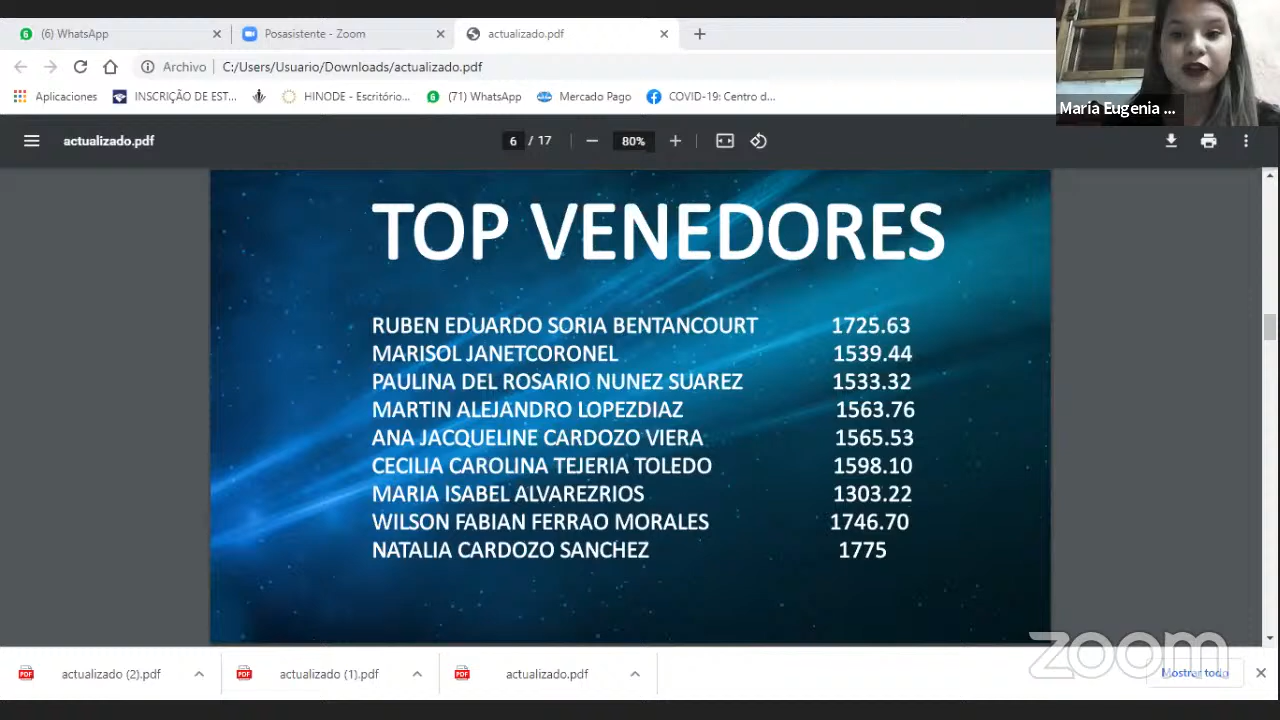 (6) WhatsApp
Posasistente - Zoom
actualizado.pdf
Archivo
C:/Users/Usuario/Downloads/actualizado.pdf
Aplicaciones
INSCRIÇÃO DE EST...
HINODE - Escritório...
(71) WhatsApp
Mercado Pago
COVID-19: Centro d...
Maria Eugenia ...
actualizado.pdf
6 / 17
80%
TOP VENEDORES
RUBEN EDUARDO SORIA BENTANCOURT 1725.63
MARISOL JANETCORONEL 1539.44
PAULINA DEL ROSARIO NUNEZ SUAREZ 1533.32
MARTIN ALEJANDRO LOPEZDIAZ 1563.76
ANA JACQUELINE CARDOZO VIERA 1565.53
CECILIA CAROLINA TEJERIA TOLEDO 1598.10
MARIA ISABEL ALVAREZRIOS 1303.22
WILSON FABIAN FERRAO MORALES 1746.70
NATALIA CARDOZO SANCHEZ 1775
zoom
actualizado (2).pdf
actualizado (1).pdf
actualizado.pdf
Mostrar todo